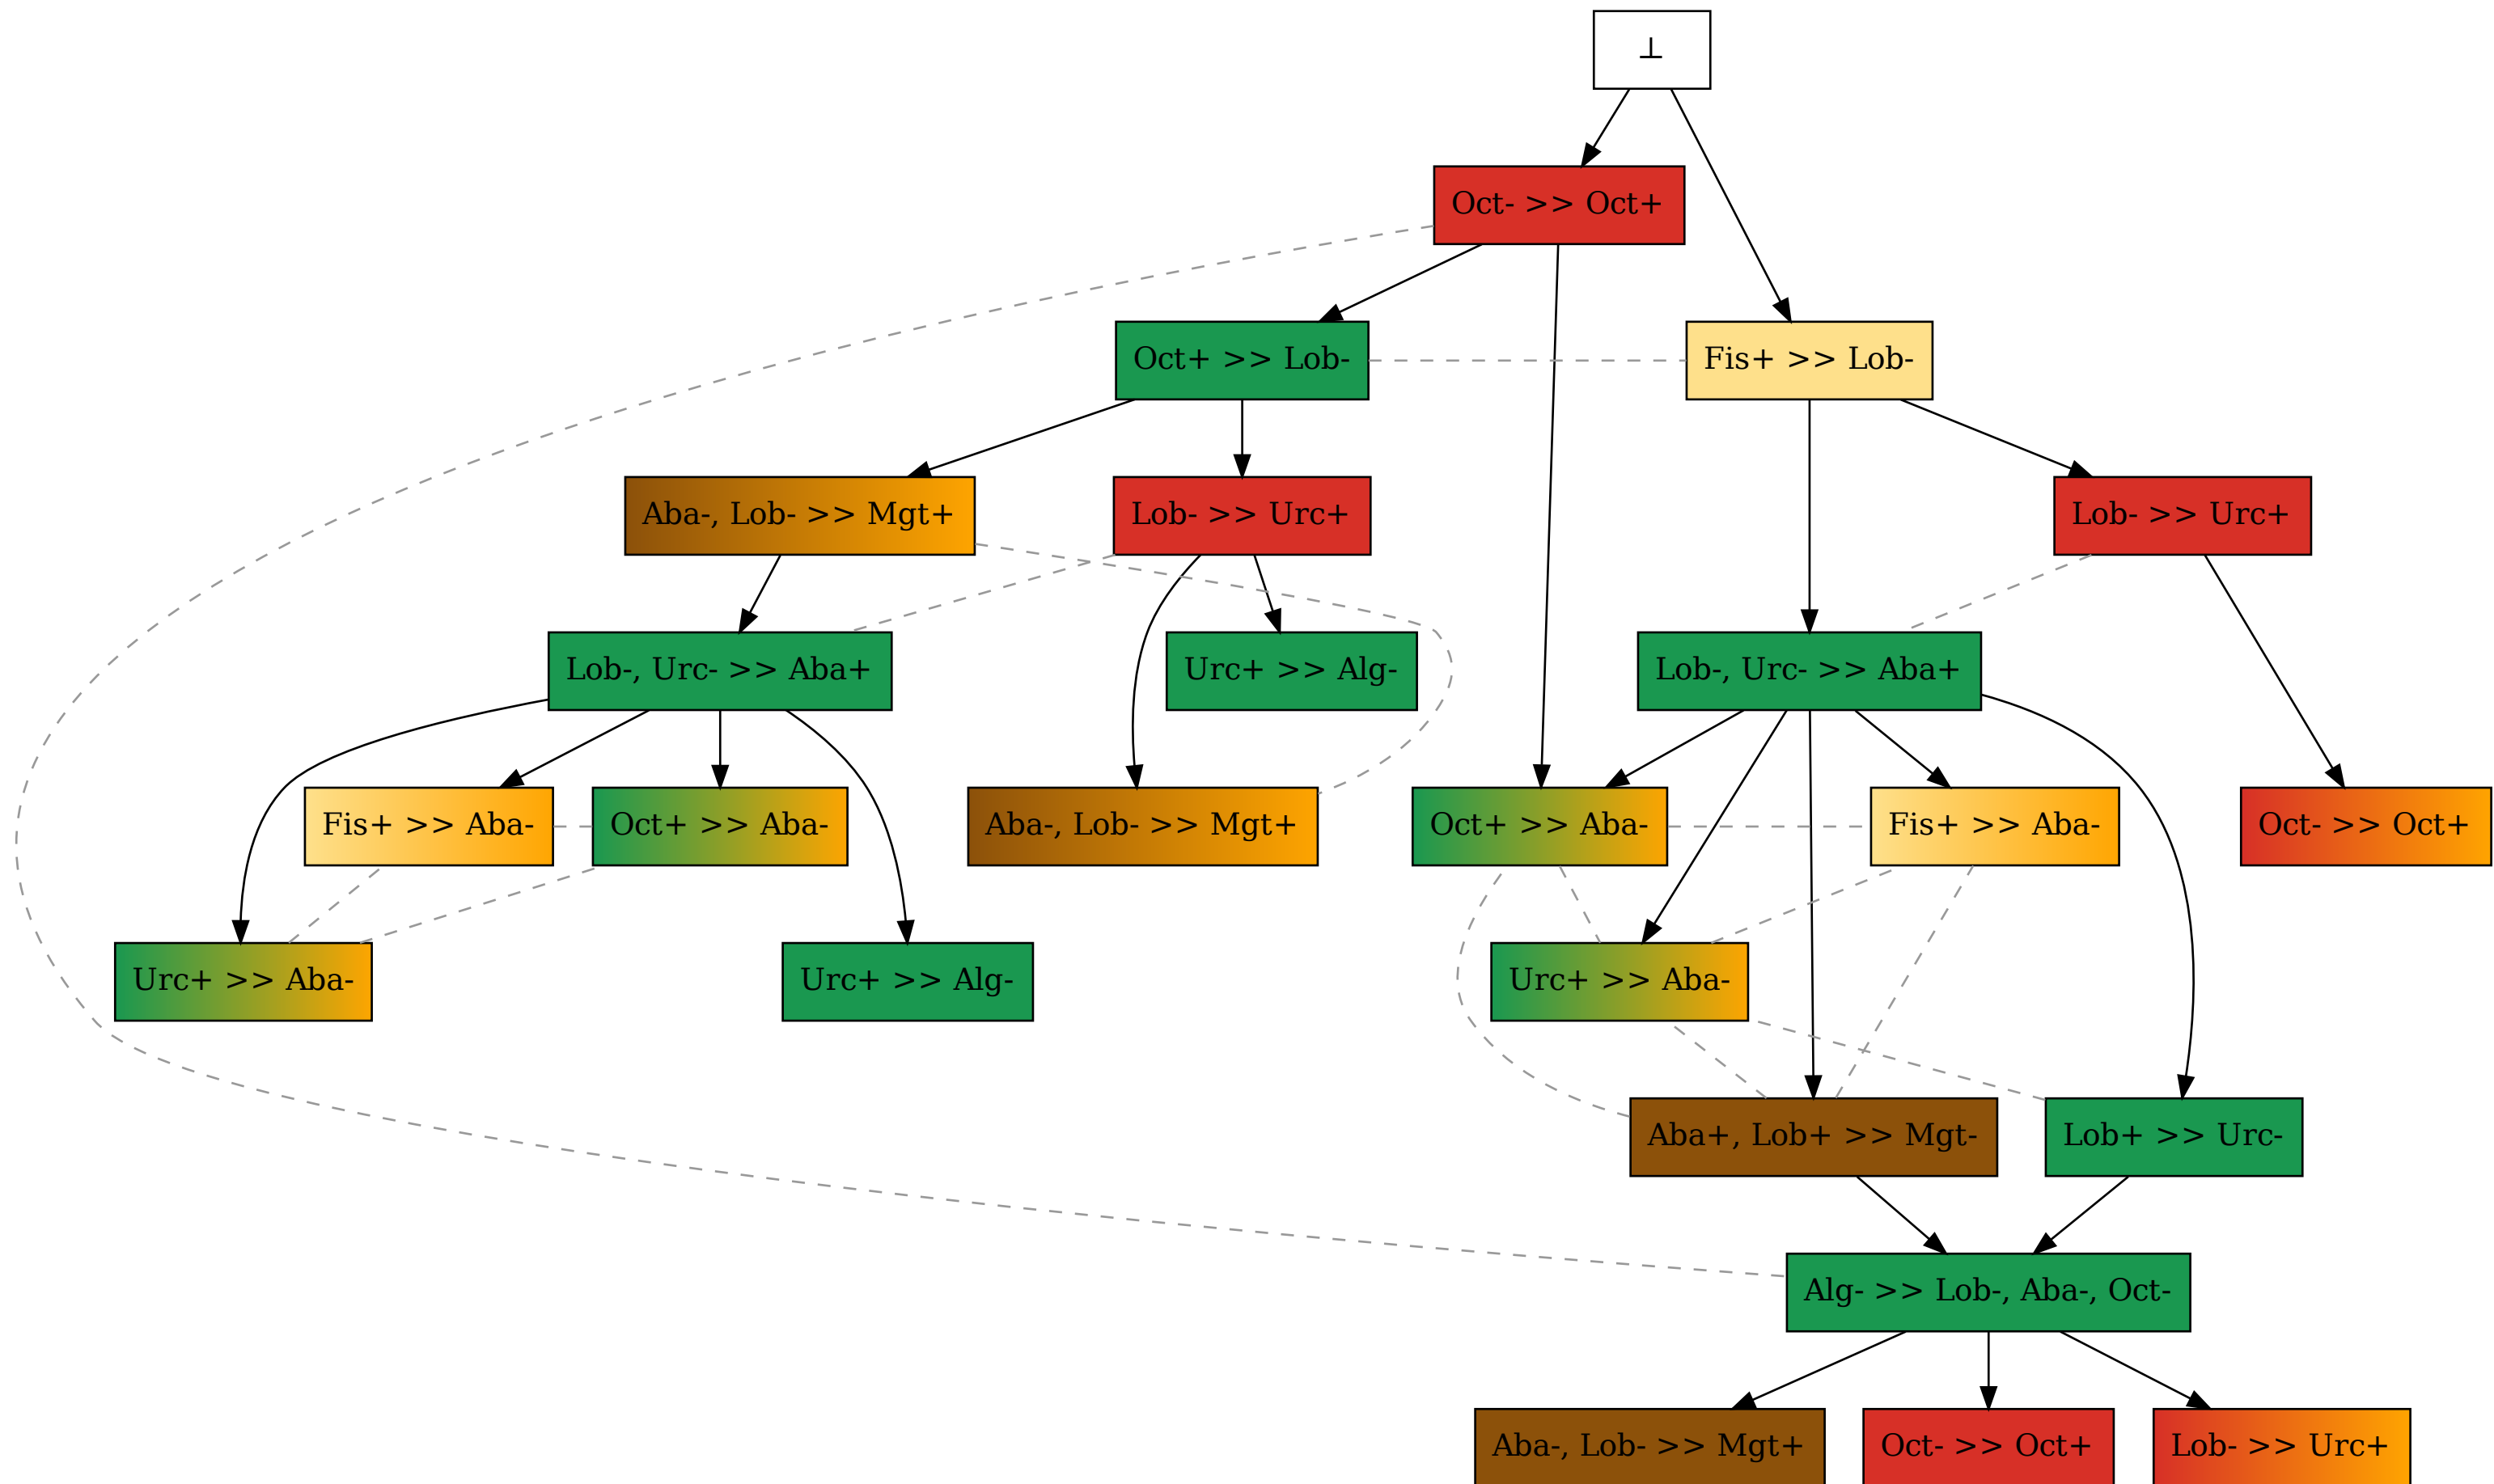 ⊥
Oct- >> Oct+
Oct+ >> Lob-
Fis+ >> Lob-
Aba-, Lob- >> Mgt+
Lob- >> Urc+
Lob- >> Urc+
Lob-, Urc- >> Aba+
Urc+ >> Alg-
Lob-, Urc- >> Aba+
Fis+ >> Aba-
Oct+ >> Aba-
Aba-, Lob- >> Mgt+
Oct+ >> Aba-
Fis+ >> Aba-
Oct- >> Oct+
Urc+ >> Aba-
Urc+ >> Alg-
Urc+ >> Aba-
Aba+, Lob+ >> Mgt-
Lob+ >> Urc-
Alg- >> Lob-, Aba-, Oct-
Aba-, Lob- >> Mgt+
Oct- >> Oct+
Lob- >> Urc+